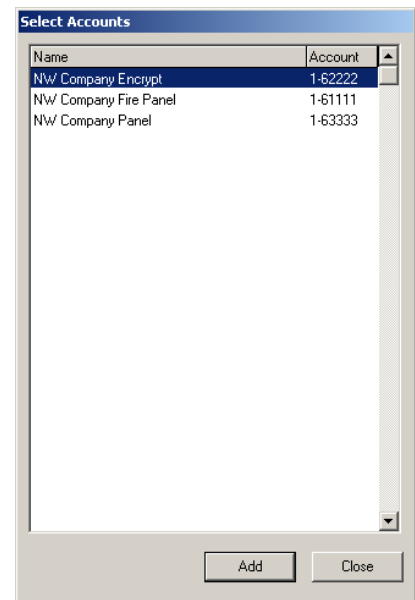 Select Accounts
Name Account
NW Company Encrypt 1-62222
NW Company Fire Panel 1-61111
NW Company Panel 1-63333
Add Close